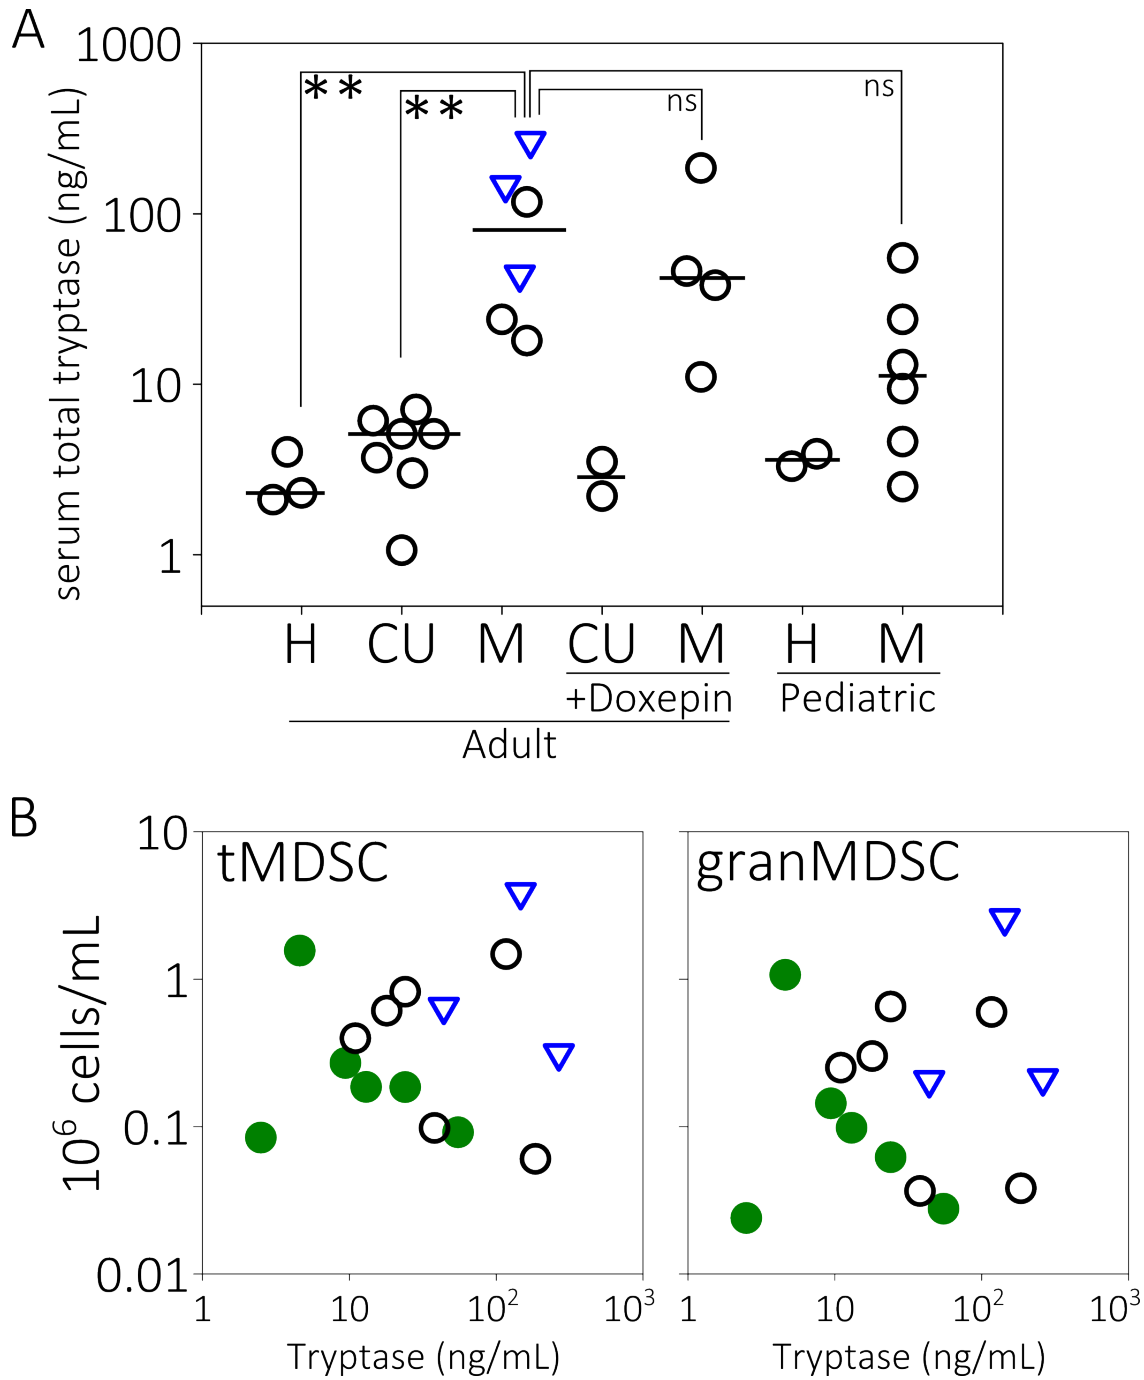 A
1000
100
10
1
serum total tryptase (ng/mL)
**
**
ns
ns
H CU M CU M H M
+Doxepin Pediatric
Adult
B
10
1
0.1
0.01
10⁶ cells/mL
tMDSC granMDSC
1 10 10² 10³ 1 10 10² 10³
Tryptase (ng/mL) Tryptase (ng/mL)